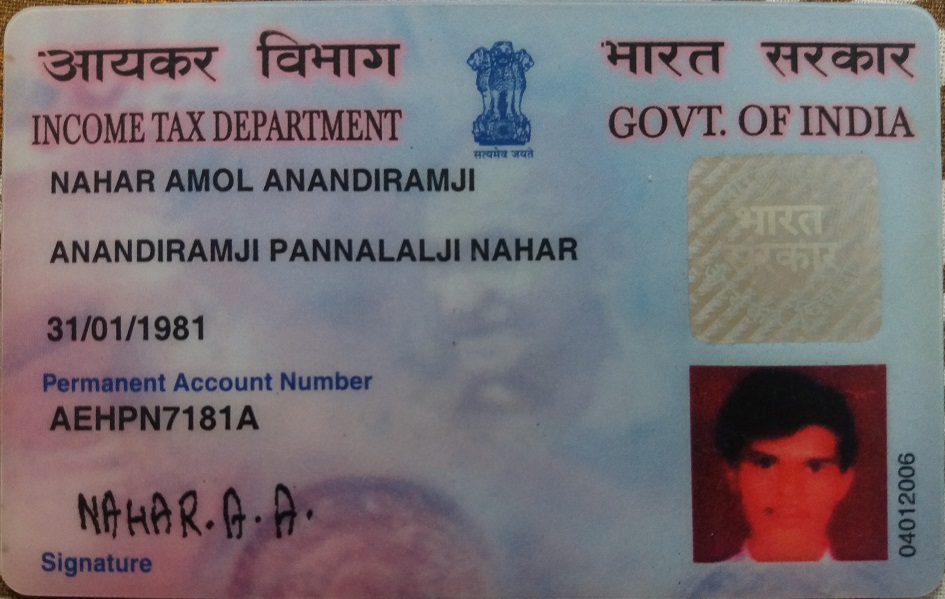 आयकर विभाग
INCOME TAX DEPARTMENT
सत्यमेव जयते
भारत सरकार
GOVT. OF INDIA
NAHAR AMOL ANANDIRAMJI
ANANDIRAMJI PANNALALJI NAHAR
31/01/1981
Permanent Account Number
AEHPN7181A
NAHAR.A.A.
Signature
भारत
सरकार
04012006